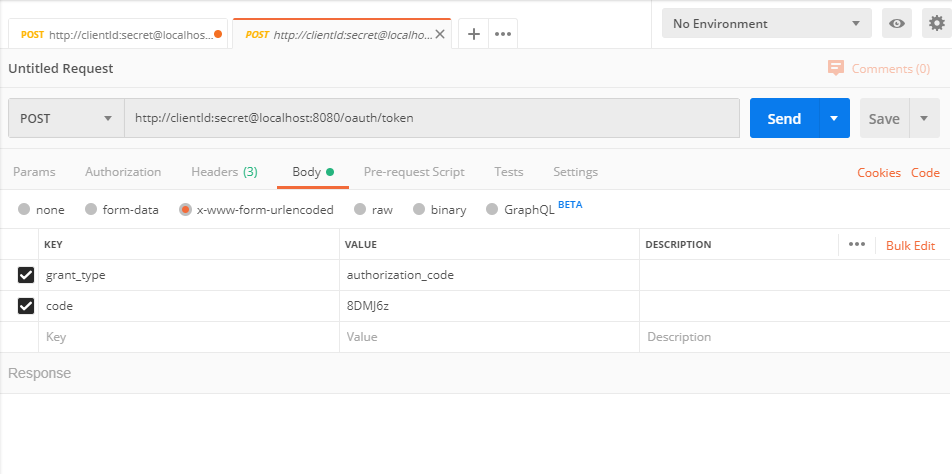 POST http://clientId:secret@localhos... POST http://clientId:secret@localho... No Environment
Untitled Request Comments (0)
POST http://clientId:secret@localhost:8080/oauth/token Send Save
Params Authorization Headers (3) Body Pre-request Script Tests Settings Cookies Code
none form-data x-www-form-urlencoded raw binary GraphQL BETA
KEY VALUE DESCRIPTION Bulk Edit
grant_type authorization_code
code 8DMJ6z
Key Value Description
Response